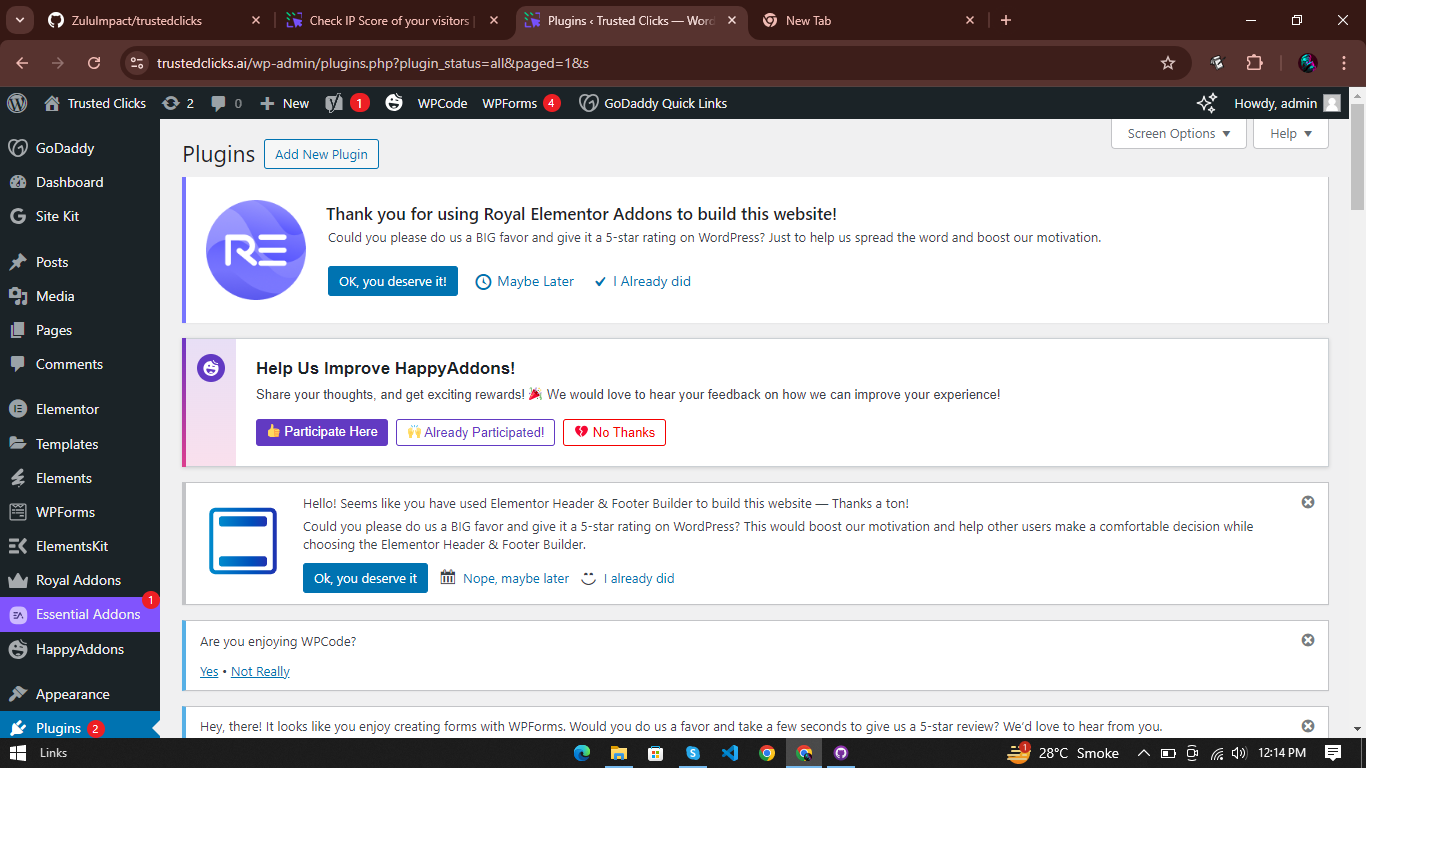 ZuluImpact/trustedclicks
Check IP Score of your visitors
Plugins ‹ Trusted Clicks — Word
New Tab
trustedclicks.ai/wp-admin/plugins.php?plugin_status=all&paged=1&s
Trusted Clicks
2
0
New
1
WPCode
WPForms 4
GoDaddy Quick Links
Howdy, admin
GoDaddy
Dashboard
Site Kit
Posts
Media
Pages
Comments
Elementor
Templates
Elements
WPForms
ElementsKit
Royal Addons
1
Essential Addons
HappyAddons
Appearance
Plugins 2
Screen Options
Help
Plugins
Add New Plugin
RE
Thank you for using Royal Elementor Addons to build this website!
Could you please do us a BIG favor and give it a 5-star rating on WordPress? Just to help us spread the word and boost our motivation.
OK, you deserve it!
Maybe Later
I Already did
Help Us Improve HappyAddons!
Share your thoughts, and get exciting rewards! 🎉 We would love to hear your feedback on how we can improve your experience!
👍 Participate Here
🙌 Already Participated!
💔 No Thanks
Hello! Seems like you have used Elementor Header & Footer Builder to build this website — Thanks a ton!
Could you please do us a BIG favor and give it a 5-star rating on WordPress? This would boost our motivation and help other users make a comfortable decision while
choosing the Elementor Header & Footer Builder.
Ok, you deserve it
Nope, maybe later
I already did
Are you enjoying WPCode?
Yes • Not Really
Hey, there! It looks like you enjoy creating forms with WPForms. Would you do us a favor and take a few seconds to give us a 5-star review? We'd love to hear from you.
Links
1
28°C Smoke
12:14 PM